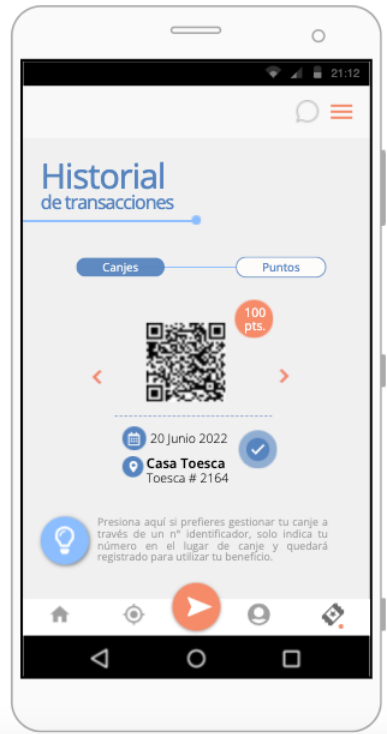 21:12
Historial
de transacciones
Canjes
Puntos
100
pts.
20 Junio 2022
Casa Toesca
Toesca # 2164
Presiona aquí si prefieres gestionar tu canje a
través de un n° identificador, solo indica tu
número en el lugar de canje y quedará
registrado para utilizar tu beneficio.